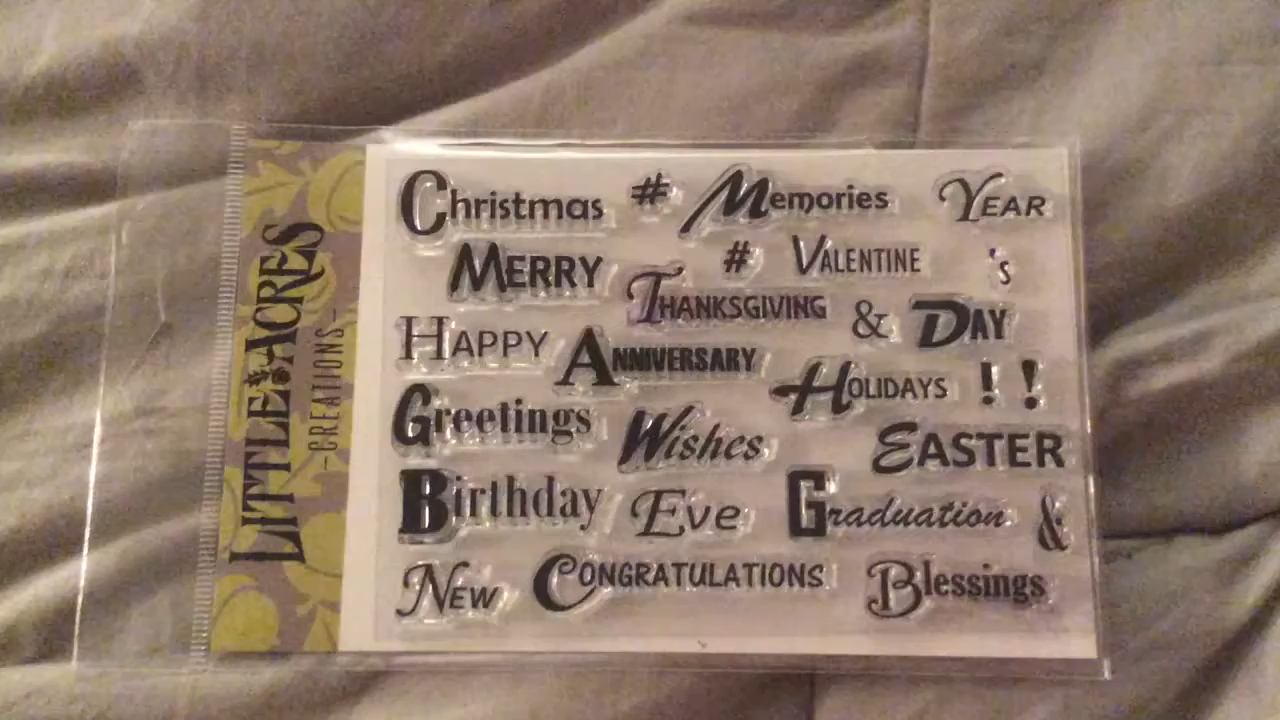 LITTLE ACRES
-CREATIONS-
Christmas # Memories YEAR
MERRY # VALENTINE 's
THANKSGIVING & DAY
HAPPY ANNIVERSARY
HOLIDAYS ! !
Greetings Wishes EASTER
Birthday Eve Graduation &
NEW CONGRATULATIONS Blessings